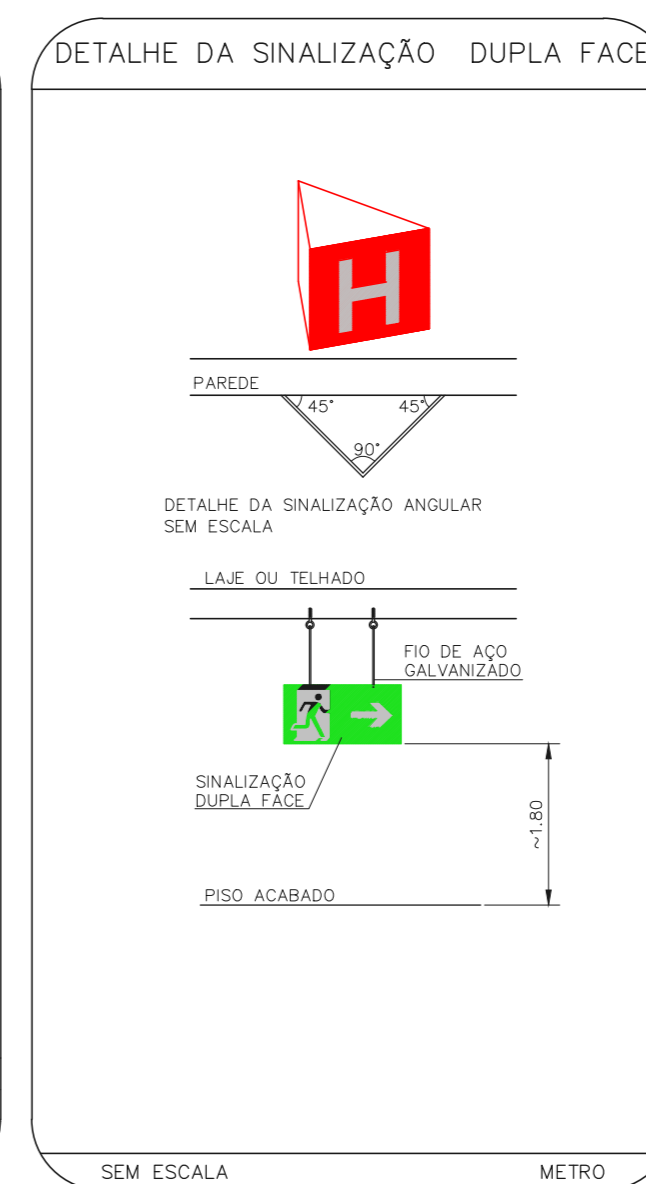 DETALHE DA SINALIZAÇÃO DUPLA FACE
H
PAREDE
45° 45°
90°
DETALHE DA SINALIZAÇÃO ANGULAR
SEM ESCALA
LAJE OU TELHADO
FIO DE AÇO
GALVANIZADO
SINALIZAÇÃO
DUPLA FACE
~1.80
PISO ACABADO
SEM ESCALA METRO